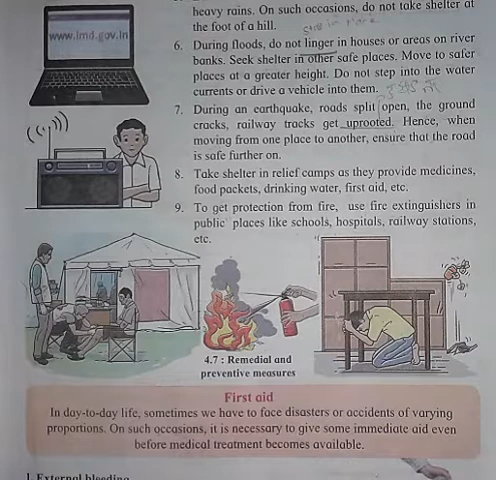 heavy rains. On such occasions, do not take shelter at
the foot of a hill.
www.imd.gov.in
6. During floods, do not linger in houses or areas on river
banks. Seek shelter in other safe places. Move to safer
places at a greater height. Do not step into the water
currents or drive a vehicle into them.
7. During an earthquake, roads split open, the ground
cracks, railway tracks get uprooted. Hence, when
moving from one place to another, ensure that the road
is safe further on.
8. Take shelter in relief camps as they provide medicines,
food packets, drinking water, first aid, etc.
9. To get protection from fire, use fire extinguishers in
public places like schools, hospitals, railway stations,
etc.
4.7 : Remedial and
preventive measures
First aid
In day-to-day life, sometimes we have to face disasters or accidents of varying
proportions. On such occasions, it is necessary to give some immediate aid even
before medical treatment becomes available.
1. External bleeding